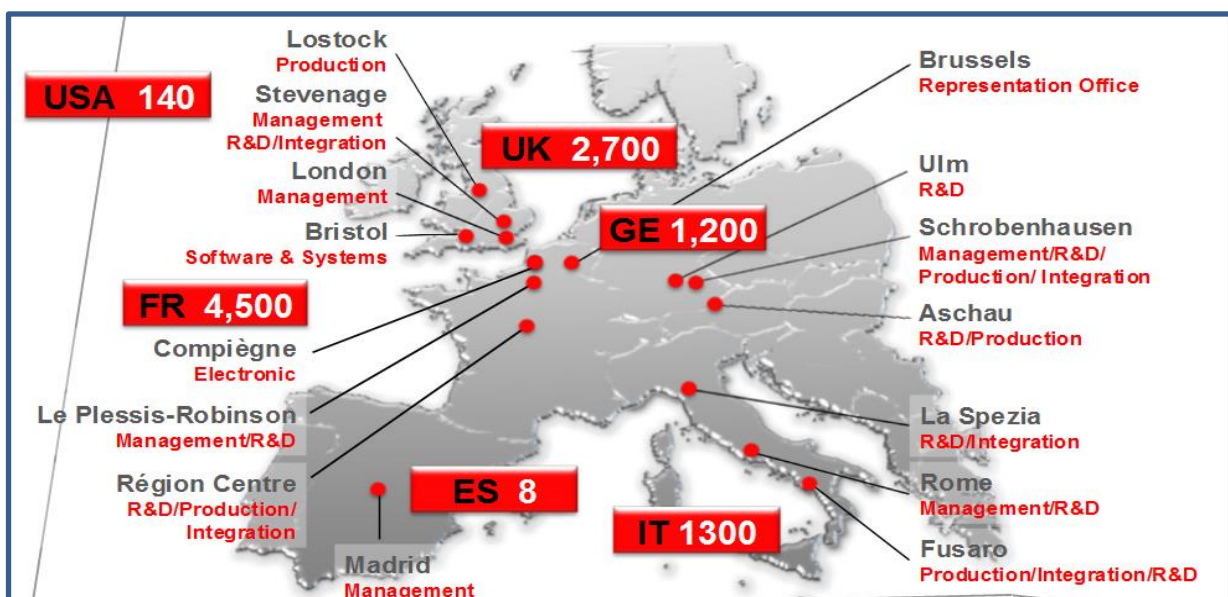 Lostock
Production
USA 140
Stevenage
Management
R&D/Integration
UK 2,700
London
Management
Bristol
Software & Systems
FR 4,500
Compiègne
Electronic
Le Plessis-Robinson
Management/R&D
Région Centre
R&D/Production/
Integration
ES 8
Madrid
Management
Brussels
Representation Office
Ulm
R&D
GE 1,200
Schrobenhausen
Management/R&D/
Production/ Integration
Aschau
R&D/Production
La Spezia
R&D/Integration
Rome
Management/R&D
IT 1300
Fusaro
Production/Integration/R&D